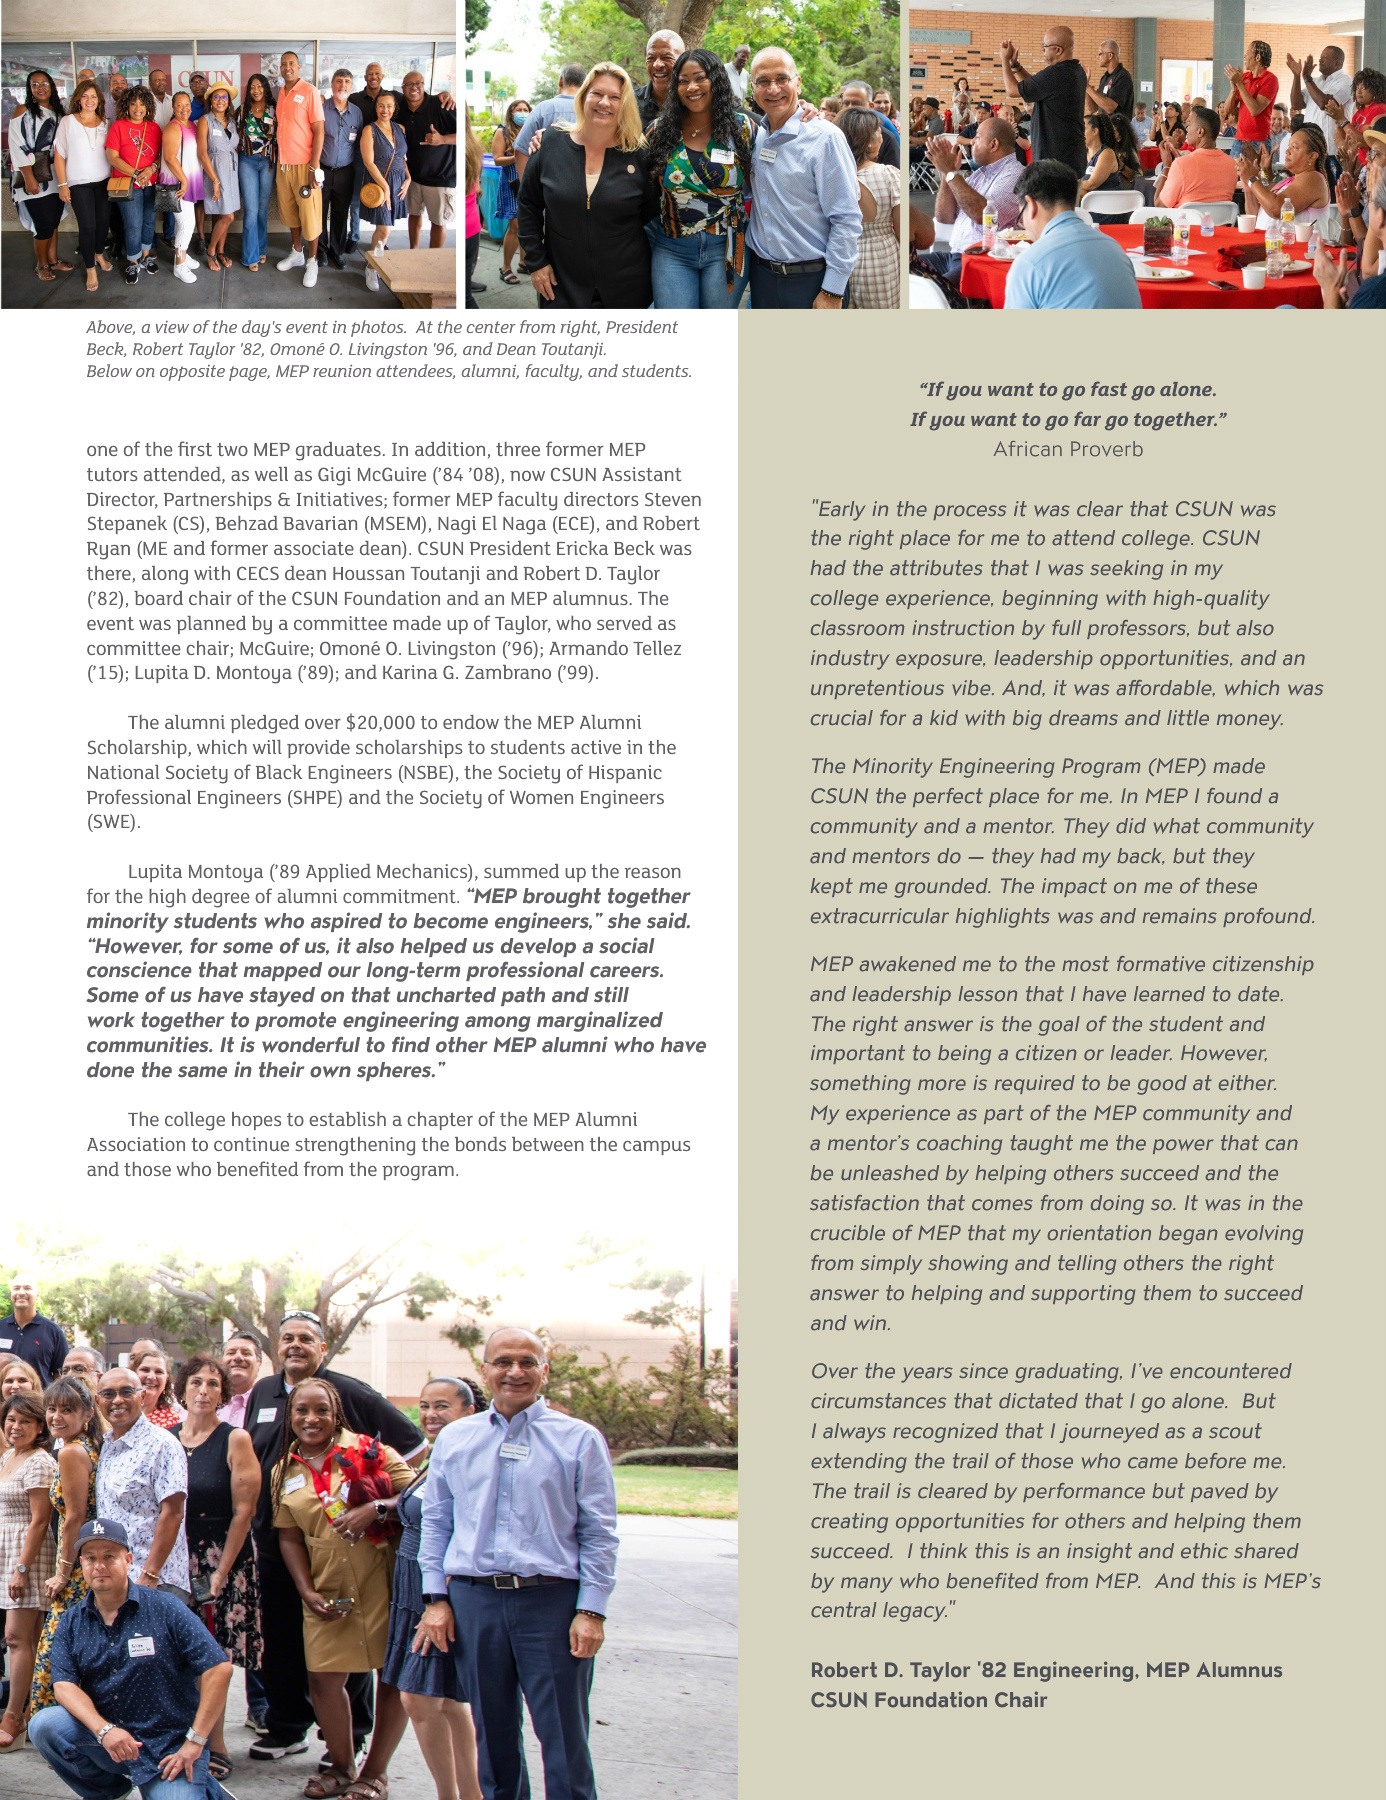 CSUN
Above, a view of the day's event in photos.  At the center from right, President
Beck, Robert Taylor '82, Omoné O. Livingston '96, and Dean Toutanji.
Below on opposite page, MEP reunion attendees, alumni, faculty, and students.
one of the first two MEP graduates. In addition, three former MEP
tutors attended, as well as Gigi McGuire (’84 ’08), now CSUN Assistant
Director, Partnerships & Initiatives; former MEP faculty directors Steven
Stepanek (CS), Behzad Bavarian (MSEM), Nagi El Naga (ECE), and Robert
Ryan (ME and former associate dean). CSUN President Ericka Beck was
there, along with CECS dean Houssan Toutanji and Robert D. Taylor
(’82), board chair of the CSUN Foundation and an MEP alumnus. The
event was planned by a committee made up of Taylor, who served as
committee chair; McGuire; Omoné O. Livingston (’96); Armando Tellez
(’15); Lupita D. Montoya (’89); and Karina G. Zambrano (’99).
The alumni pledged over $20,000 to endow the MEP Alumni
Scholarship, which will provide scholarships to students active in the
National Society of Black Engineers (NSBE), the Society of Hispanic
Professional Engineers (SHPE) and the Society of Women Engineers
(SWE).
Lupita Montoya (’89 Applied Mechanics), summed up the reason
for the high degree of alumni commitment. “MEP brought together
minority students who aspired to become engineers,” she said.
“However, for some of us, it also helped us develop a social
conscience that mapped our long-term professional careers.
Some of us have stayed on that uncharted path and still
work together to promote engineering among marginalized
communities. It is wonderful to find other MEP alumni who have
done the same in their own spheres.”
The college hopes to establish a chapter of the MEP Alumni
Association to continue strengthening the bonds between the campus
and those who benefited from the program.
LA
“If you want to go fast go alone.
If you want to go far go together.”
African Proverb
"Early in the process it was clear that CSUN was
the right place for me to attend college. CSUN
had the attributes that I was seeking in my
college experience, beginning with high-quality
classroom instruction by full professors, but also
industry exposure, leadership opportunities, and an
unpretentious vibe. And, it was affordable, which was
crucial for a kid with big dreams and little money.
The Minority Engineering Program (MEP) made
CSUN the perfect place for me. In MEP I found a
community and a mentor. They did what community
and mentors do — they had my back, but they
kept me grounded. The impact on me of these
extracurricular highlights was and remains profound.
MEP awakened me to the most formative citizenship
and leadership lesson that I have learned to date.
The right answer is the goal of the student and
important to being a citizen or leader. However,
something more is required to be good at either.
My experience as part of the MEP community and
a mentor’s coaching taught me the power that can
be unleashed by helping others succeed and the
satisfaction that comes from doing so. It was in the
crucible of MEP that my orientation began evolving
from simply showing and telling others the right
answer to helping and supporting them to succeed
and win.
Over the years since graduating, I’ve encountered
circumstances that dictated that I go alone.  But
I always recognized that I journeyed as a scout
extending the trail of those who came before me.
The trail is cleared by performance but paved by
creating opportunities for others and helping them
succeed.  I think this is an insight and ethic shared
by many who benefited from MEP.  And this is MEP’s
central legacy."
Robert D. Taylor '82 Engineering, MEP Alumnus
CSUN Foundation Chair